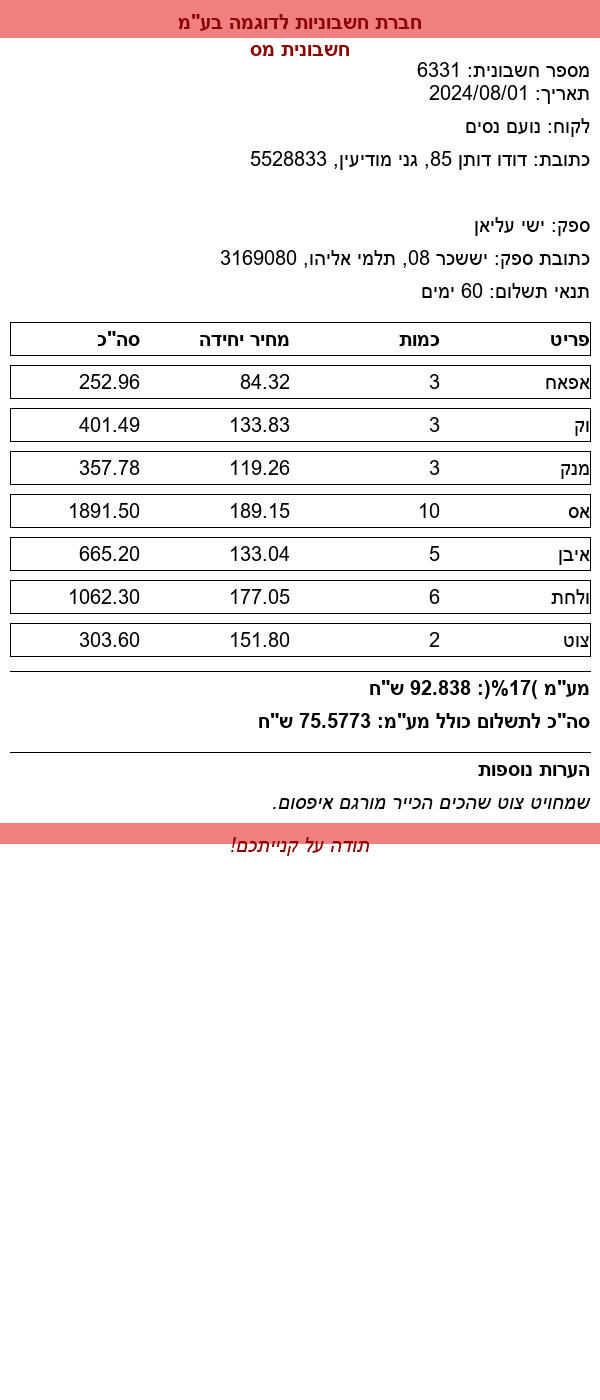 חברת חשבוניות לדוגמה בע"מ
חשבונית מס
מספר חשבונית: 6331
תאריך: 2024/08/01
לקוח: נועם נסים
כתובת: דודו דותן 85, גני מודיעין, 5528833
ספק: ישי עליאן
כתובת ספק: יששכר 08, תלמי אליהו, 3169080
תנאי תשלום: 60 ימים
פריט כמות מחיר יחידה סה"כ
אפאח 3 84.32 252.96
וק 3 133.83 401.49
מנק 3 119.26 357.78
אס 10 189.15 1891.50
איבן 5 133.04 665.20
ולחת 6 177.05 1062.30
צוט 2 151.80 303.60
מע"מ )17%(: 92.838 ש"ח
סה"כ לתשלום כולל מע"מ: 75.5773 ש"ח
הערות נוספות
שמחויט צוט שהכים הכייר מורגם איפסום.
תודה על קנייתכם!